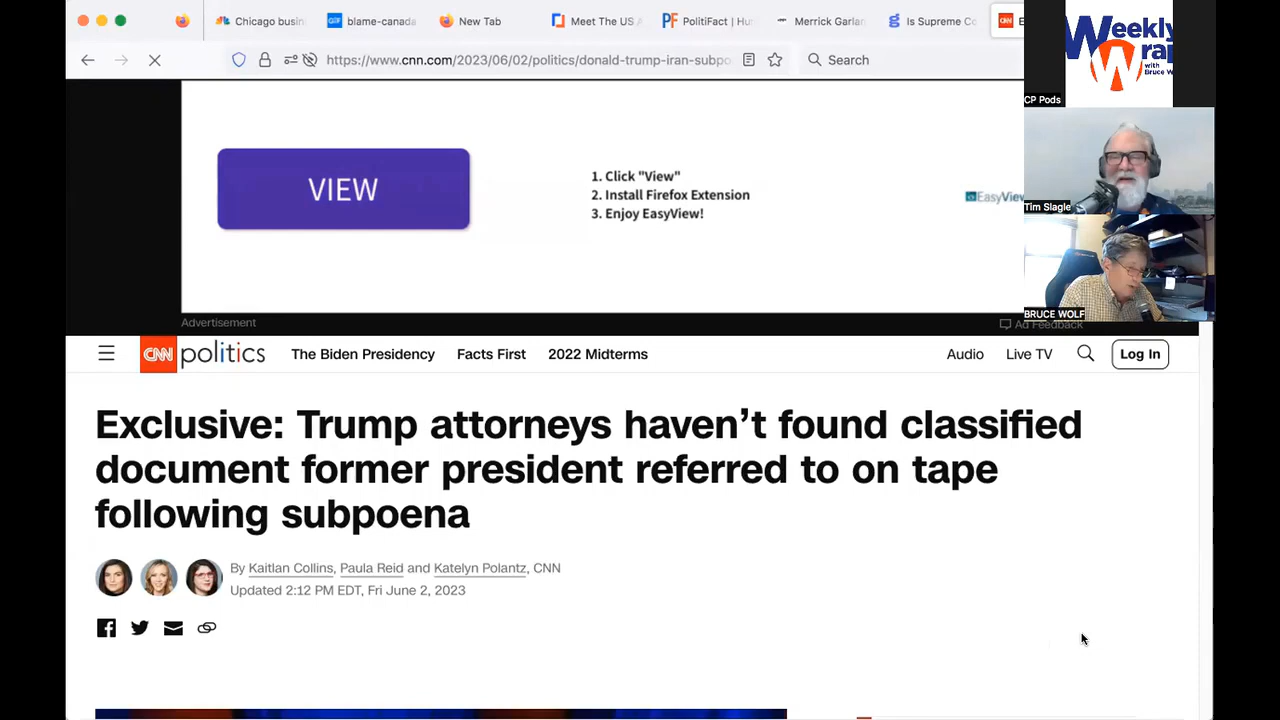 Chicago busin
blame-canada
New Tab
Meet The US A
PolitiFact | Hu
Merrick Garlan
Is Supreme Co
CNN
https://www.cnn.com/2023/06/02/politics/donald-trump-iran-subpo
Search
Weekly
W
with
CP Pods
VIEW
1. Click "View"
2. Install Firefox Extension
3. Enjoy EasyView!
EasyView
Tim Slagle
BRUCE WOLF
Advertisement
Ad Feedback
CNN politics The Biden Presidency Facts First 2022 Midterms Audio Live TV Log In
Exclusive: Trump attorneys haven’t found classified
document former president referred to on tape
following subpoena
By Kaitlan Collins, Paula Reid and Katelyn Polantz, CNN
Updated 2:12 PM EDT, Fri June 2, 2023